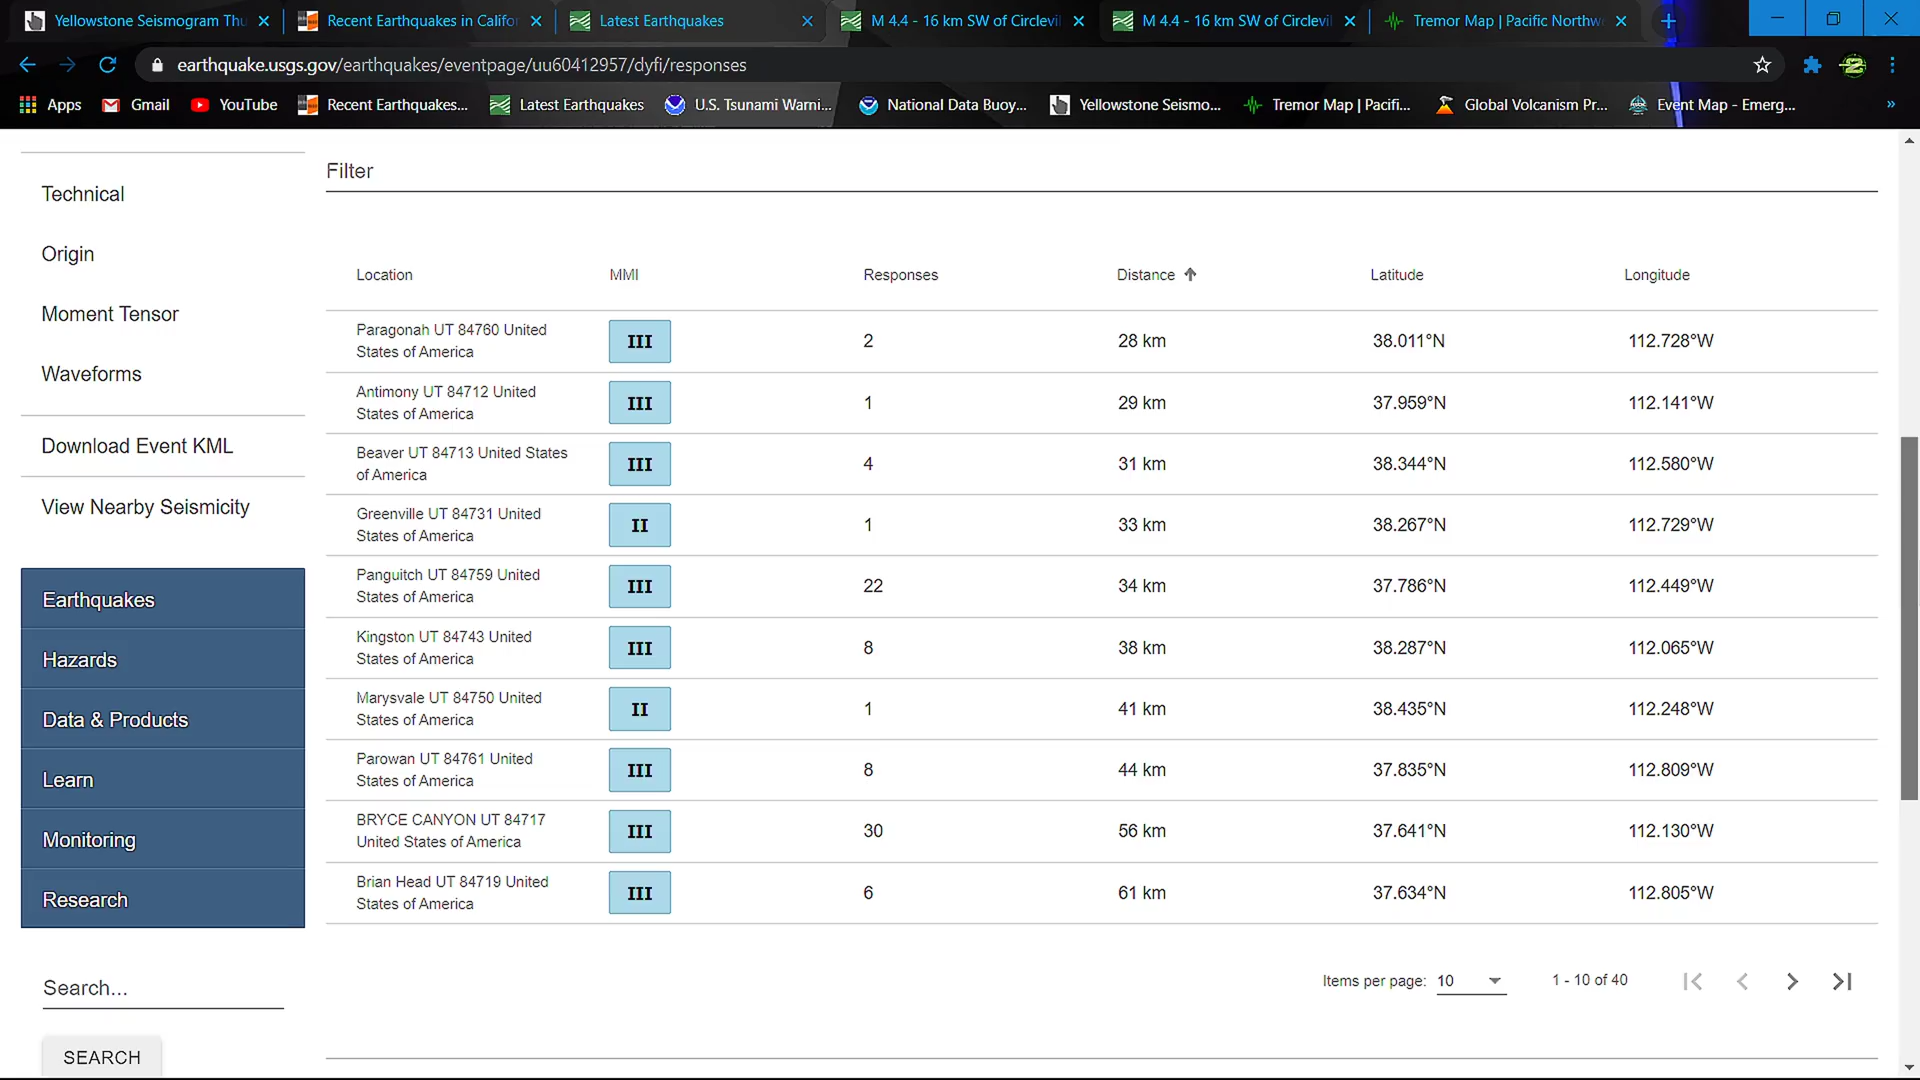 Yellowstone Seismogram Thu
Recent Earthquakes in Califo
Latest Earthquakes
M 4.4 - 16 km SW of Circlevil
M 4.4 - 16 km SW of Circlevil
Tremor Map | Pacific Northw
earthquake.usgs.gov/earthquakes/eventpage/uu60412957/dyfi/responses
Apps
Gmail
YouTube
Recent Earthquakes...
Latest Earthquakes
U.S. Tsunami Warni...
National Data Buoy...
Yellowstone Seismo...
Tremor Map | Pacifi...
Global Volcanism Pr...
Event Map - Emerg...
»
Technical
Origin
Moment Tensor
Waveforms
Download Event KML
View Nearby Seismicity
Earthquakes
Hazards
Data & Products
Learn
Monitoring
Research
Search...
SEARCH
Filter
Location MMI Responses Distance Latitude Longitude
Paragonah UT 84760 United
States of America
III 2 28 km 38.011°N 112.728°W
Antimony UT 84712 United
States of America
III 1 29 km 37.959°N 112.141°W
Beaver UT 84713 United States
of America
III 4 31 km 38.344°N 112.580°W
Greenville UT 84731 United
States of America
II 1 33 km 38.267°N 112.729°W
Panguitch UT 84759 United
States of America
III 22 34 km 37.786°N 112.449°W
Kingston UT 84743 United
States of America
III 8 38 km 38.287°N 112.065°W
Marysvale UT 84750 United
States of America
II 1 41 km 38.435°N 112.248°W
Parowan UT 84761 United
States of America
III 8 44 km 37.835°N 112.809°W
BRYCE CANYON UT 84717
United States of America
III 30 56 km 37.641°N 112.130°W
Brian Head UT 84719 United
States of America
III 6 61 km 37.634°N 112.805°W
Items per page: 10 1 - 10 of 40